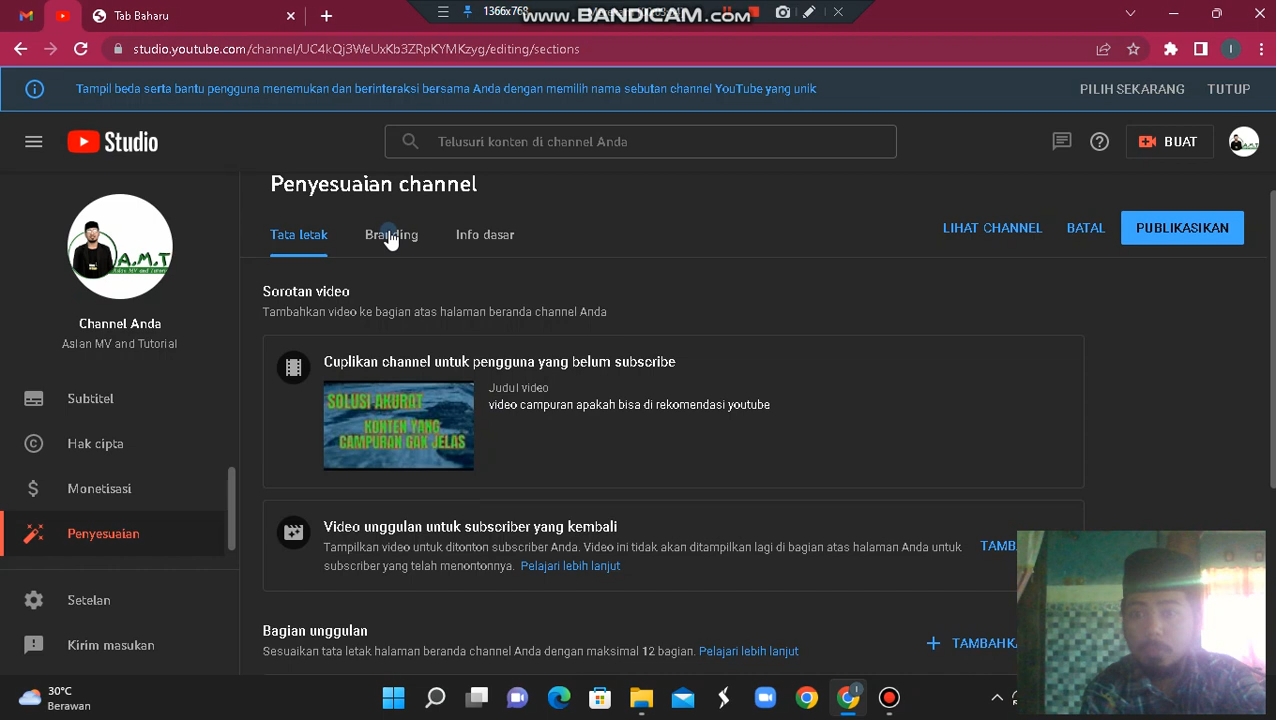 1366x768
www.BANDICAM.com
Tab Baharu
studio.youtube.com/channel/UC4kQj3WeUxKb3ZRpKYMKzyg/editing/sections
Tampil beda serta bantu pengguna menemukan dan berinteraksi bersama Anda dengan memilih nama sebutan channel YouTube yang unik
PILIH SEKARANG
TUTUP
Studio
Telusuri konten di channel Anda
BUAT
Penyesuaian channel
Tata letak
Branding
Info dasar
LIHAT CHANNEL
BATAL
PUBLIKASIKAN
A.M.T
Aslan MV and Tutorial
Channel Anda
Aslan MV and Tutorial
Subtitel
Hak cipta
Monetisasi
Penyesuaian
Setelan
Kirim masukan
Sorotan video
Tambahkan video ke bagian atas halaman beranda channel Anda
Cuplikan channel untuk pengguna yang belum subscribe
SOLUSI AKURAT
KONTEN YANG
CAMPURAN GAK JELAS
Judul video
video campuran apakah bisa di rekomendasi youtube
Video unggulan untuk subscriber yang kembali
Tampilkan video untuk ditonton subscriber Anda. Video ini tidak akan ditampilkan lagi di bagian atas halaman Anda untuk
subscriber yang telah menontonnya. Pelajari lebih lanjut
TAMB
Bagian unggulan
Sesuaikan tata letak halaman beranda channel Anda dengan maksimal 12 bagian. Pelajari lebih lanjut
TAMBAHKA
30°C
Berawan